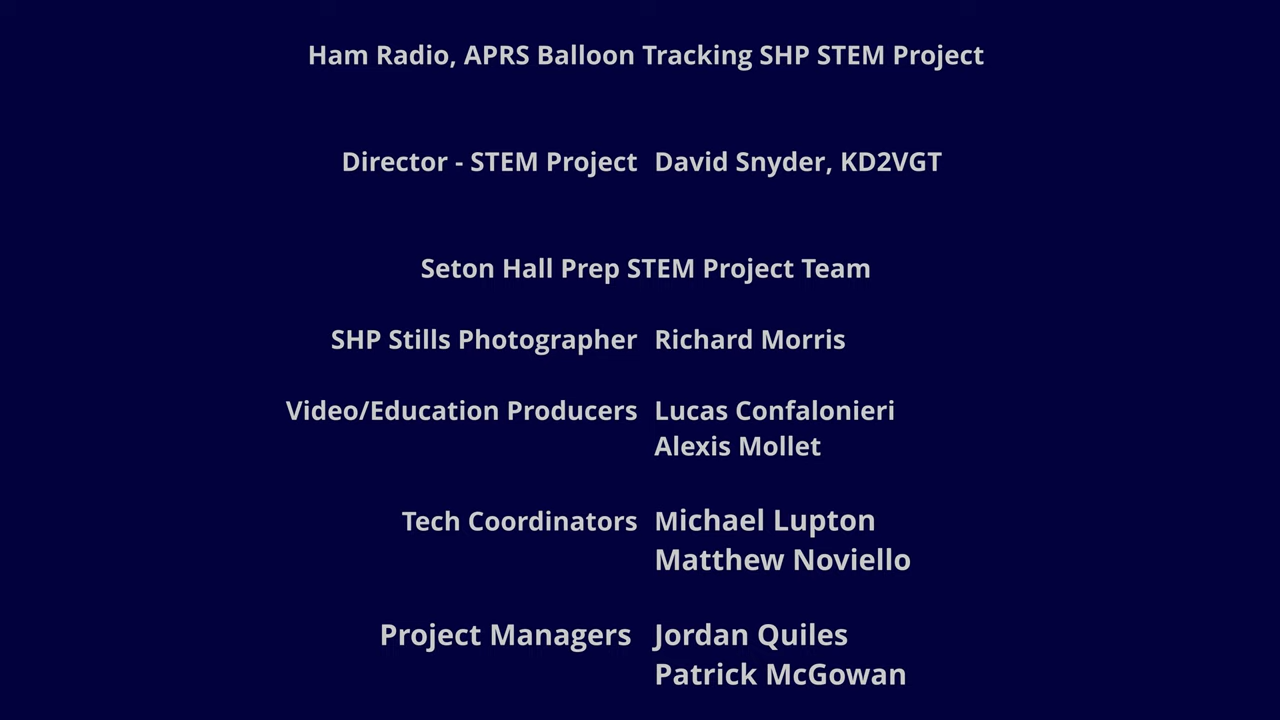 Ham Radio, APRS Balloon Tracking SHP STEM Project
Director - STEM Project David Snyder, KD2VGT
Seton Hall Prep STEM Project Team
SHP Stills Photographer Richard Morris
Video/Education Producers Lucas Confalonieri
Alexis Mollet
Tech Coordinators Michael Lupton
Matthew Noviello
Project Managers Jordan Quiles
Patrick McGowan